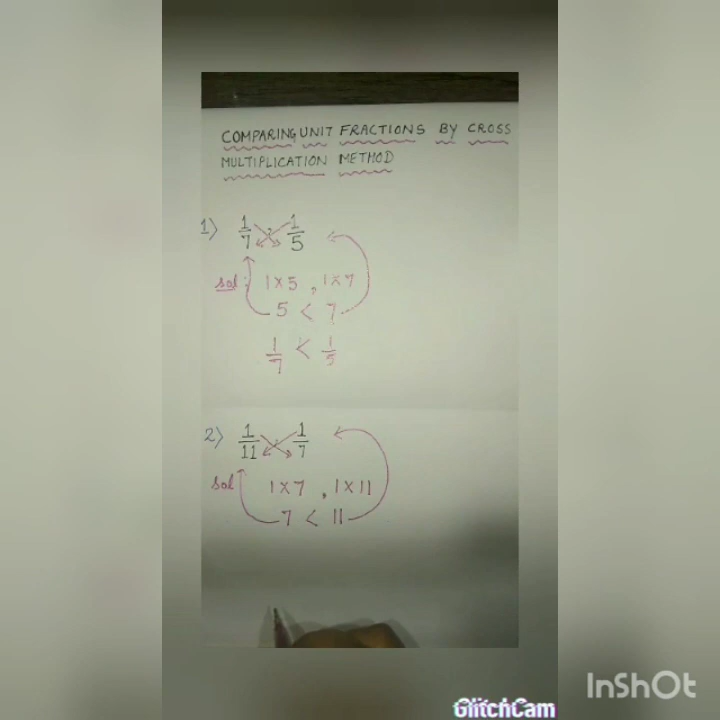 COMPARING UNIT FRACTIONS BY CROSS
MULTIPLICATION METHOD
1) 1/7 , 1/5
sol: 1×5 , 1×7
5 < 7
1/7 < 1/5
2) 1/11 , 1/7
sol 1×7 , 1×11
7 < 11
InShOt
GlitchCam